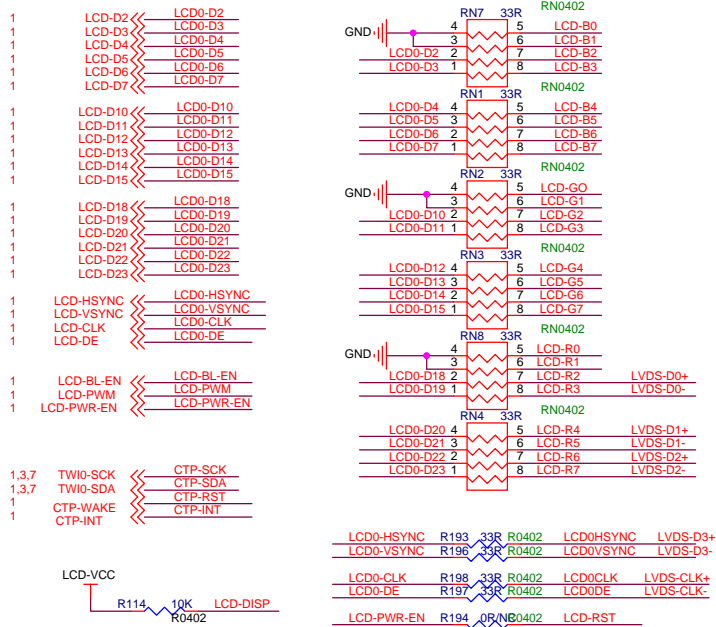 1 LCD-D2 LCD0-D2
1 LCD-D3 LCD0-D3
1 LCD-D4 LCD0-D4
1 LCD-D5 LCD0-D5
1 LCD-D6 LCD0-D6
1 LCD-D7 LCD0-D7
1 LCD-D10 LCD0-D10
1 LCD-D11 LCD0-D11
1 LCD-D12 LCD0-D12
1 LCD-D13 LCD0-D13
1 LCD-D14 LCD0-D14
1 LCD-D15 LCD0-D15
1 LCD-D18 LCD0-D18
1 LCD-D19 LCD0-D19
1 LCD-D20 LCD0-D20
1 LCD-D21 LCD0-D21
1 LCD-D22 LCD0-D22
1 LCD-D23 LCD0-D23
1 LCD-HSYNC LCD0-HSYNC
1 LCD-VSYNC LCD0-VSYNC
1 LCD-CLK LCD0-CLK
1 LCD-DE LCD0-DE
1 LCD-BL-EN LCD-BL-EN
1 LCD-PWM LCD-PWM
1 LCD-PWR-EN LCD-PWR-EN
1,3,7 TWI0-SCK CTP-SCK
1,3,7 TWI0-SDA CTP-SDA
1 CTP-WAKE CTP-RST
1 CTP-INT CTP-INT
LCD-VCC
R114 10K LCD-DISP
R0402
RN0402
RN7 33R
GND 4 5 LCD-B0
3 6 LCD-B1
LCD0-D2 2 7 LCD-B2
LCD0-D3 1 8 LCD-B3
RN0402
RN1 33R
LCD0-D4 4 5 LCD-B4
LCD0-D5 3 6 LCD-B5
LCD0-D6 2 7 LCD-B6
LCD0-D7 1 8 LCD-B7
RN0402
RN2 33R
GND 4 5 LCD-GO
3 6 LCD-G1
LCD0-D10 2 7 LCD-G2
LCD0-D11 1 8 LCD-G3
RN0402
RN3 33R
LCD0-D12 4 5 LCD-G4
LCD0-D13 3 6 LCD-G5
LCD0-D14 2 7 LCD-G6
LCD0-D15 1 8 LCD-G7
RN0402
RN8 33R
GND 4 5 LCD-R0
3 6 LCD-R1
LCD0-D18 2 7 LCD-R2 LVDS-D0+
LCD0-D19 1 8 LCD-R3 LVDS-D0-
RN0402
RN4 33R
LCD0-D20 4 5 LCD-R4 LVDS-D1+
LCD0-D21 3 6 LCD-R5 LVDS-D1-
LCD0-D22 2 7 LCD-R6 LVDS-D2+
LCD0-D23 1 8 LCD-R7 LVDS-D2-
LCD0-HSYNC R193 33R R0402 LCD0HSYNC LVDS-D3+
LCD0-VSYNC R196 33R R0402 LCD0VSYNC LVDS-D3-
LCD0-CLK R198 33R R0402 LCD0CLK LVDS-CLK+
LCD0-DE R197 33R R0402 LCD0DE LVDS-CLK-
LCD-PWR-EN R194 0R/NC R0402 LCD-RST